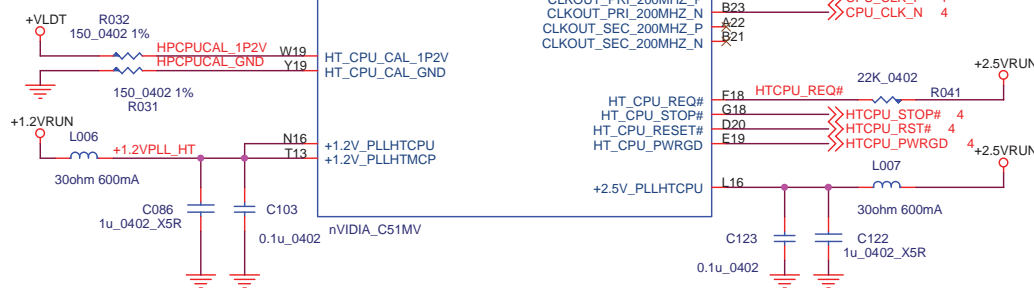 +VLDT
R032
150_0402 1%
HPCPUCAL_1P2V
W19
HT_CPU_CAL_1P2V
HPCPUCAL_GND
Y19
HT_CPU_CAL_GND
150_0402 1%
R031
+1.2VRUN
L006
+1.2VPLL_HT
30ohm 600mA
N16
+1.2V_PLLHTCPU
T13
+1.2V_PLLHTMCP
C086
1u_0402_X5R
C103
0.1u_0402
nVIDIA_C51MV
CLKOUT_PRI_200MHZ_P
CLKOUT_PRI_200MHZ_N
B23
CPU_CLK_N 4
CLKOUT_SEC_200MHZ_P
A22
CLKOUT_SEC_200MHZ_N
B21
+2.5VRUN
22K_0402
HT_CPU_REQ#
F18
HTCPU_REQ#
R041
HT_CPU_STOP#
G18
HTCPU_STOP# 4
HT_CPU_RESET#
D20
HTCPU_RST# 4
HT_CPU_PWRGD
E19
HTCPU_PWRGD 4
+2.5VRUN
L007
+2.5V_PLLHTCPU
L16
30ohm 600mA
C123
0.1u_0402
C122
1u_0402_X5R